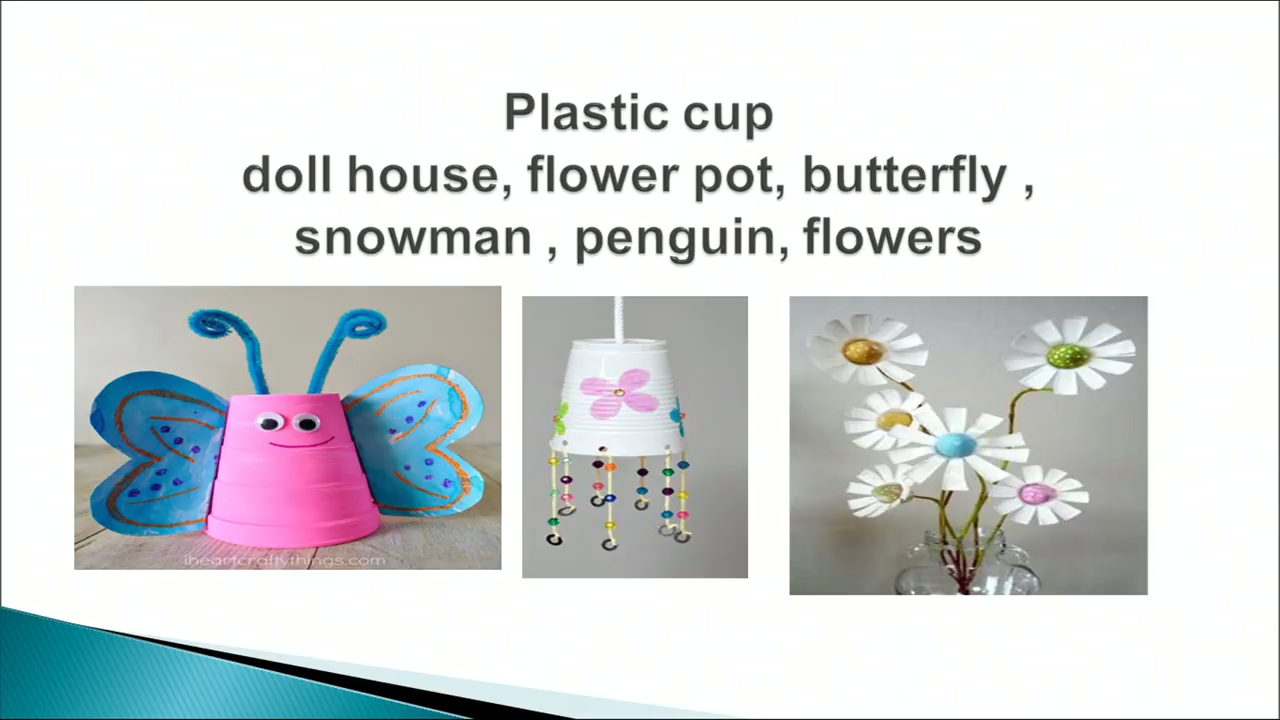 Plastic cup
doll house, flower pot, butterfly ,
snowman , penguin, flowers
iheartcraftythings.com